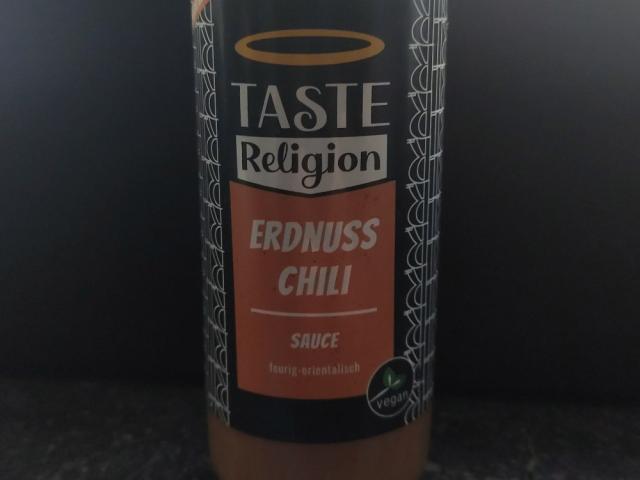 TASTE
Religion
ERDNUSS
CHILI
SAUCE
feurig-orientalisch
vegan